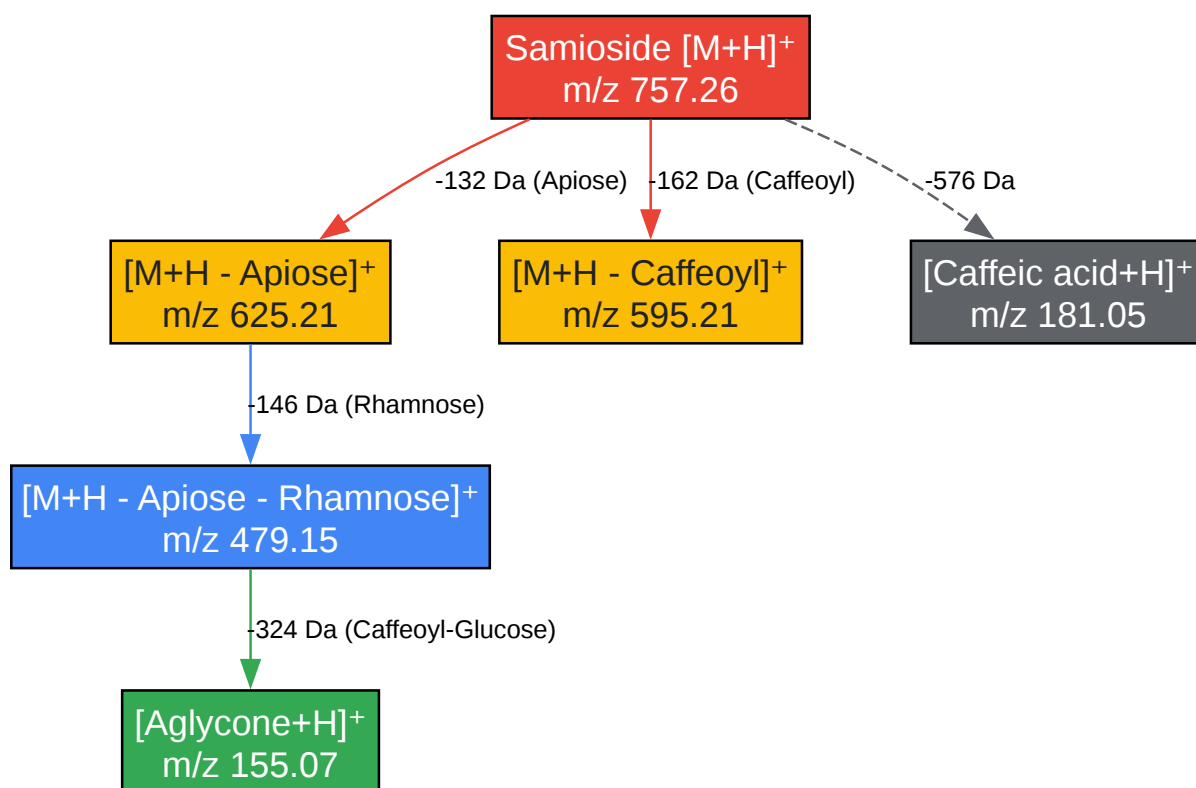 Samioside [M+H]⁺
m/z 757.26
-132 Da (Apiose)
-162 Da (Caffeoyl)
-576 Da
[M+H - Apiose]⁺
m/z 625.21
[M+H - Caffeoyl]⁺
m/z 595.21
[Caffeic acid+H]⁺
m/z 181.05
-146 Da (Rhamnose)
[M+H - Apiose - Rhamnose]⁺
m/z 479.15
-324 Da (Caffeoyl-Glucose)
[Aglycone+H]⁺
m/z 155.07